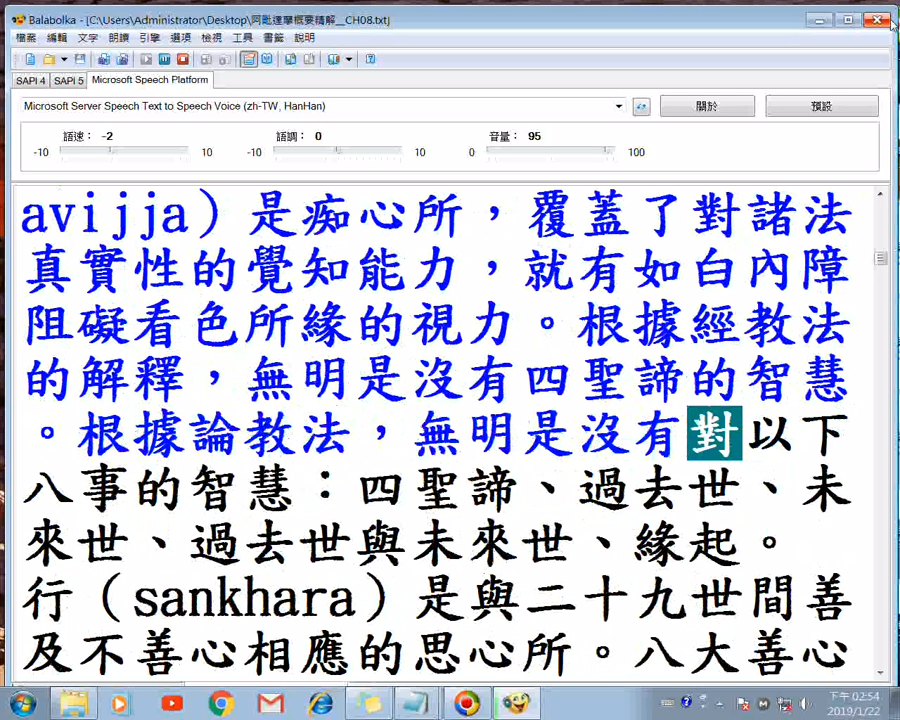 Balabolka - [C:\Users\Administrator\Desktop\阿毗達摩概要精解__CH08.txt]
檔案 編輯 文字 朗讀 引擎 選項 檢視 工具 書籤 說明
SAPI 4 SAPI 5 Microsoft Speech Platform
Microsoft Server Speech Text to Speech Voice (zh-TW, HanHan) 關於 預設
語速： -2 語調： 0 音量： 95
-10 10 -10 10 0 100
avijja）是痴心所，覆蓋了對諸法
真實性的覺知能力，就有如白內障
阻礙看色所緣的視力。根據經教法
的解釋，無明是沒有四聖諦的智慧
。根據論教法，無明是沒有對以下
八事的智慧：四聖諦、過去世、未
來世、過去世與未來世、緣起。
行（sankhara）是與二十九世間善
及不善心相應的思心所。八大善心
下午 02:54
2019/1/22